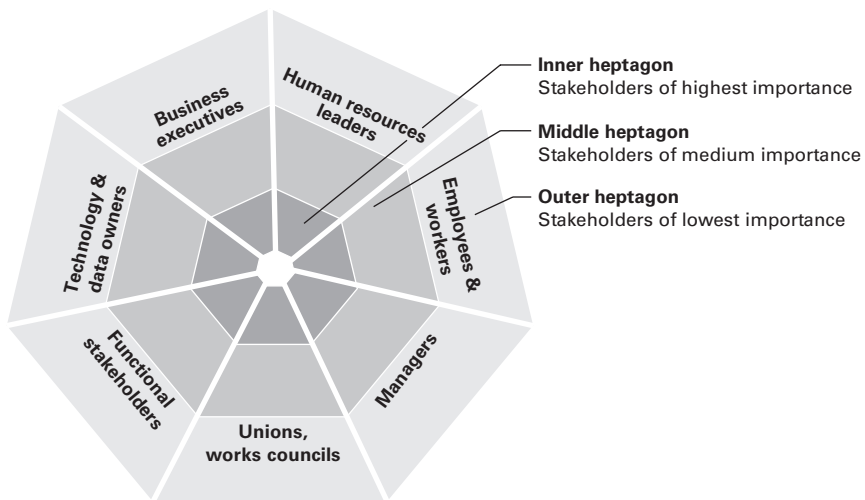 Business
executives
Human resources
leaders
Employees &
workers
Managers
Unions,
works councils
Functional
stakeholders
Technology &
data owners
Inner heptagon
Stakeholders of highest importance
Middle heptagon
Stakeholders of medium importance
Outer heptagon
Stakeholders of lowest importance